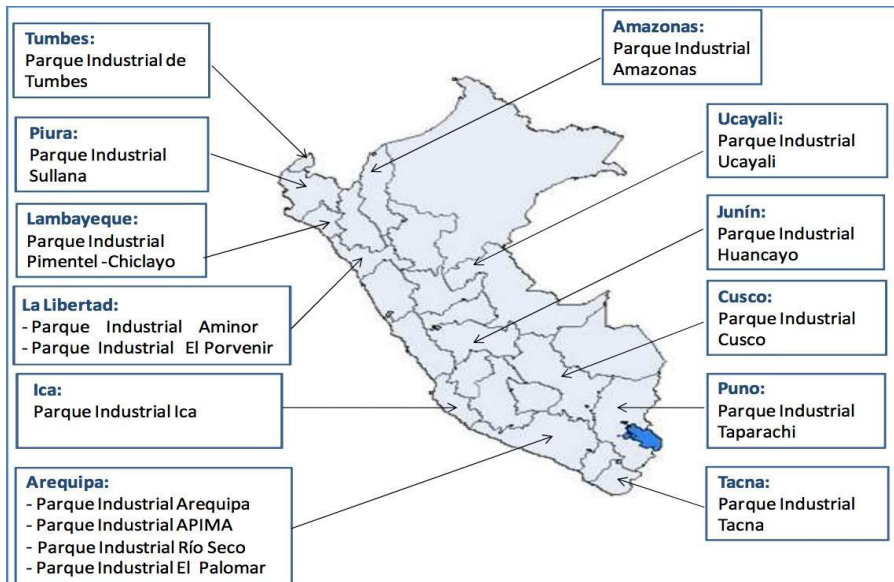 Tumbes:
Parque Industrial de
Tumbes
Piura:
Parque Industrial
Sullana
Lambayeque:
Parque Industrial
Pimentel -Chiclayo
La Libertad:
- Parque Industrial Aminor
- Parque Industrial El Porvenir
Ica:
Parque Industrial Ica
Arequipa:
- Parque Industrial Arequipa
- Parque Industrial APIMA
- Parque Industrial Río Seco
- Parque Industrial El Palomar
Amazonas:
Parque Industrial
Amazonas
Ucayali:
Parque Industrial
Ucayali
Junín:
Parque Industrial
Huancayo
Cusco:
Parque Industrial
Cusco
Puno:
Parque Industrial
Taparachi
Tacna:
Parque Industrial
Tacna